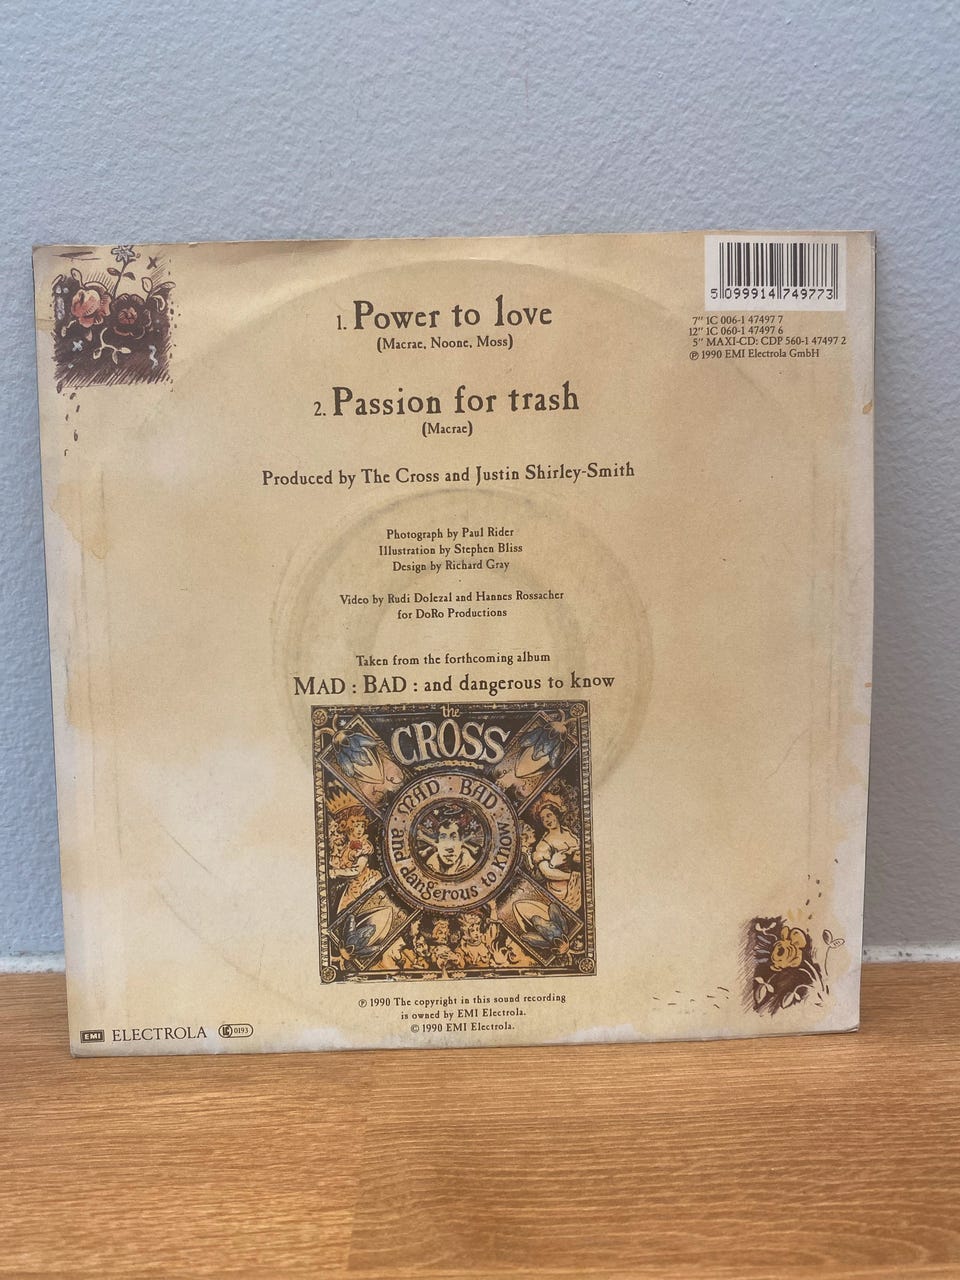 1. Power to love
(Macrae, Noone, Moss)
2. Passion for trash
(Macrae)
Produced by The Cross and Justin Shirley-Smith
Photograph by Paul Rider
Illustration by Stephen Bliss
Design by Richard Gray
Video by Rudi Dolezal and Hannes Rossacher
for DoRo Productions
Taken from the forthcoming album
MAD : BAD : and dangerous to know
the
CROSS
MAD : BAD :
and dangerous to know
℗ 1990 The copyright in this sound recording
is owned by EMI Electrola.
© 1990 EMI Electrola.
5 099914 749773
7" 1C 006-1 47497 7
12" 1C 060-1 47497 6
5" MAXI-CD: CDP 560-1 47497 2
℗ 1990 EMI Electrola GmbH
EMI ELECTROLA LC 0193